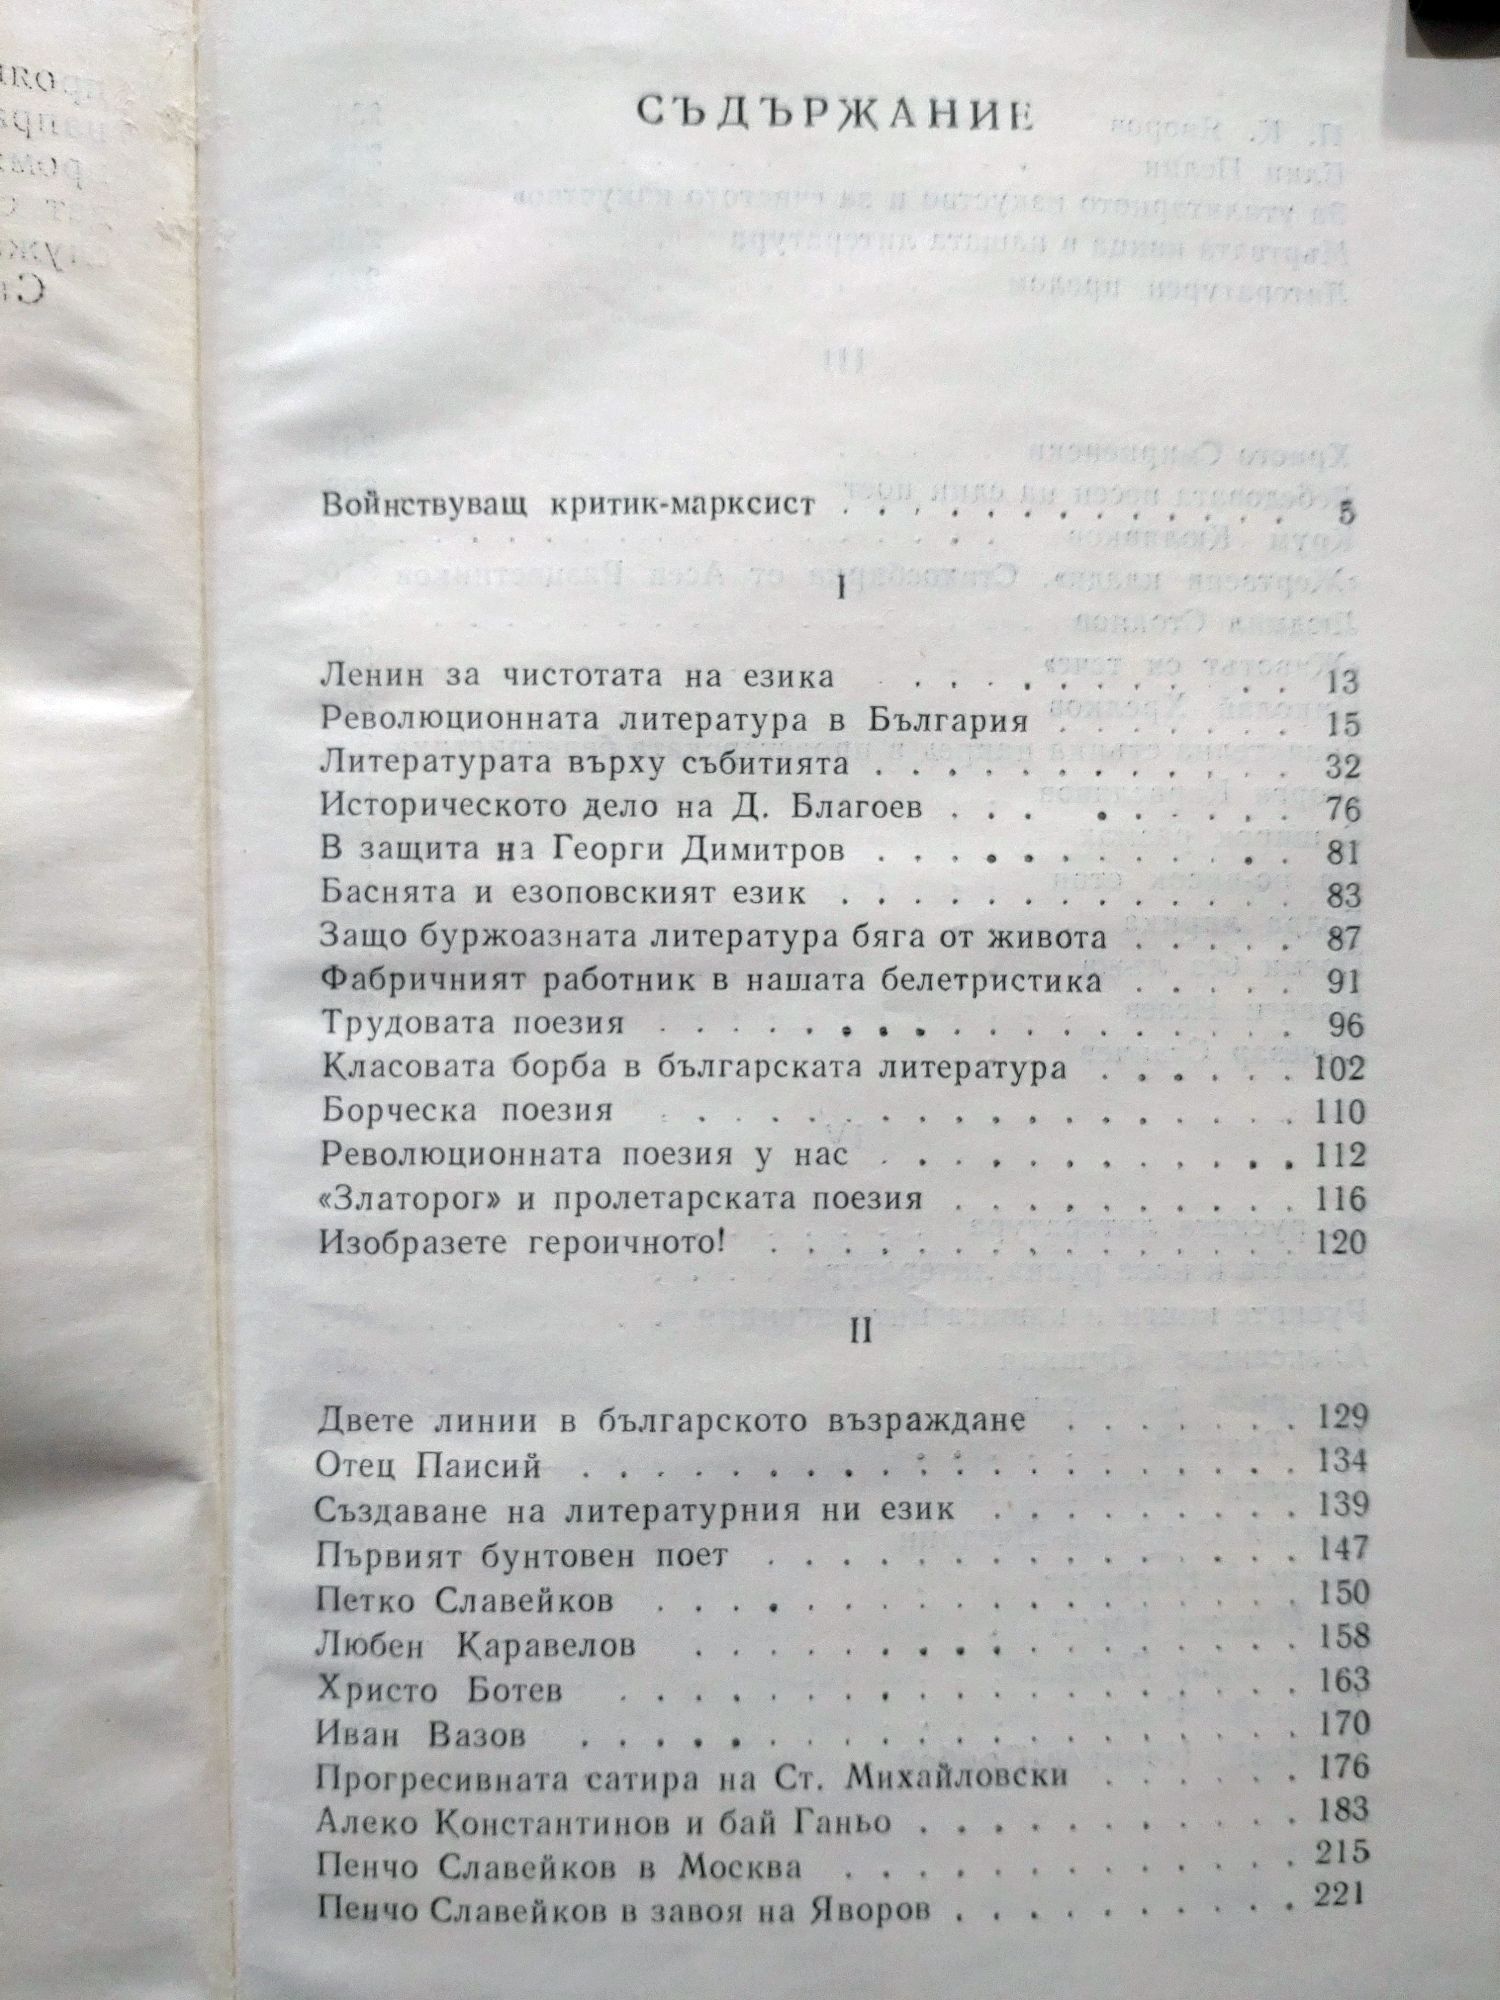 СЪДЪРЖАНИЕ
Войнствуващ критик-марксист . . . . . . . . . . . . . 5
I
Ленин за чистотата на езика . . . . . . . . . . 13
Революционната литература в България . . . . . . . 15
Литературата върху събитията . . . . . . . . . . . . 32
Историческото дело на Д. Благоев . . . . . . . . . 76
В защита на Георги Димитров . . . . . . . . . . . . 81
Баснята и езоповският език . . . . . . . . . . . . . 83
Защо буржоазната литература бяга от живота . . . . . 87
Фабричният работник в нашата белетристика . . . . . 91
Трудовата поезия . . . . . . . . . . . . . . . . . . 96
Класовата борба в българската литература . . . . . . 102
Борческа поезия . . . . . . . . . . . . . . . . . . 110
Революционната поезия у нас . . . . . . . . . . . . 112
«Златорог» и пролетарската поезия . . . . . . . . . . 116
Изобразете героичното! . . . . . . . . . . . . . . . 120
II
Двете линии в българското възраждане . . . . . . . 129
Отец Паисий . . . . . . . . . . . . . . . . . . . . 134
Създаване на литературния ни език . . . . . . . . . 139
Първият бунтовен поет . . . . . . . . . . . . . . . 147
Петко Славейков . . . . . . . . . . . . . . . . . . 150
Любен Каравелов . . . . . . . . . . . . . . . . . 158
Христо Ботев . . . . . . . . . . . . . . . . . . . 163
Иван Вазов . . . . . . . . . . . . . . . . . . . . 170
Прогресивната сатира на Ст. Михайловски . . . . . . 176
Алеко Константинов и бай Ганьо . . . . . . . . . . . 183
Пенчо Славейков в Москва . . . . . . . . . . . . . 215
Пенчо Славейков в завоя на Яворов . . . . . . . . . . 221